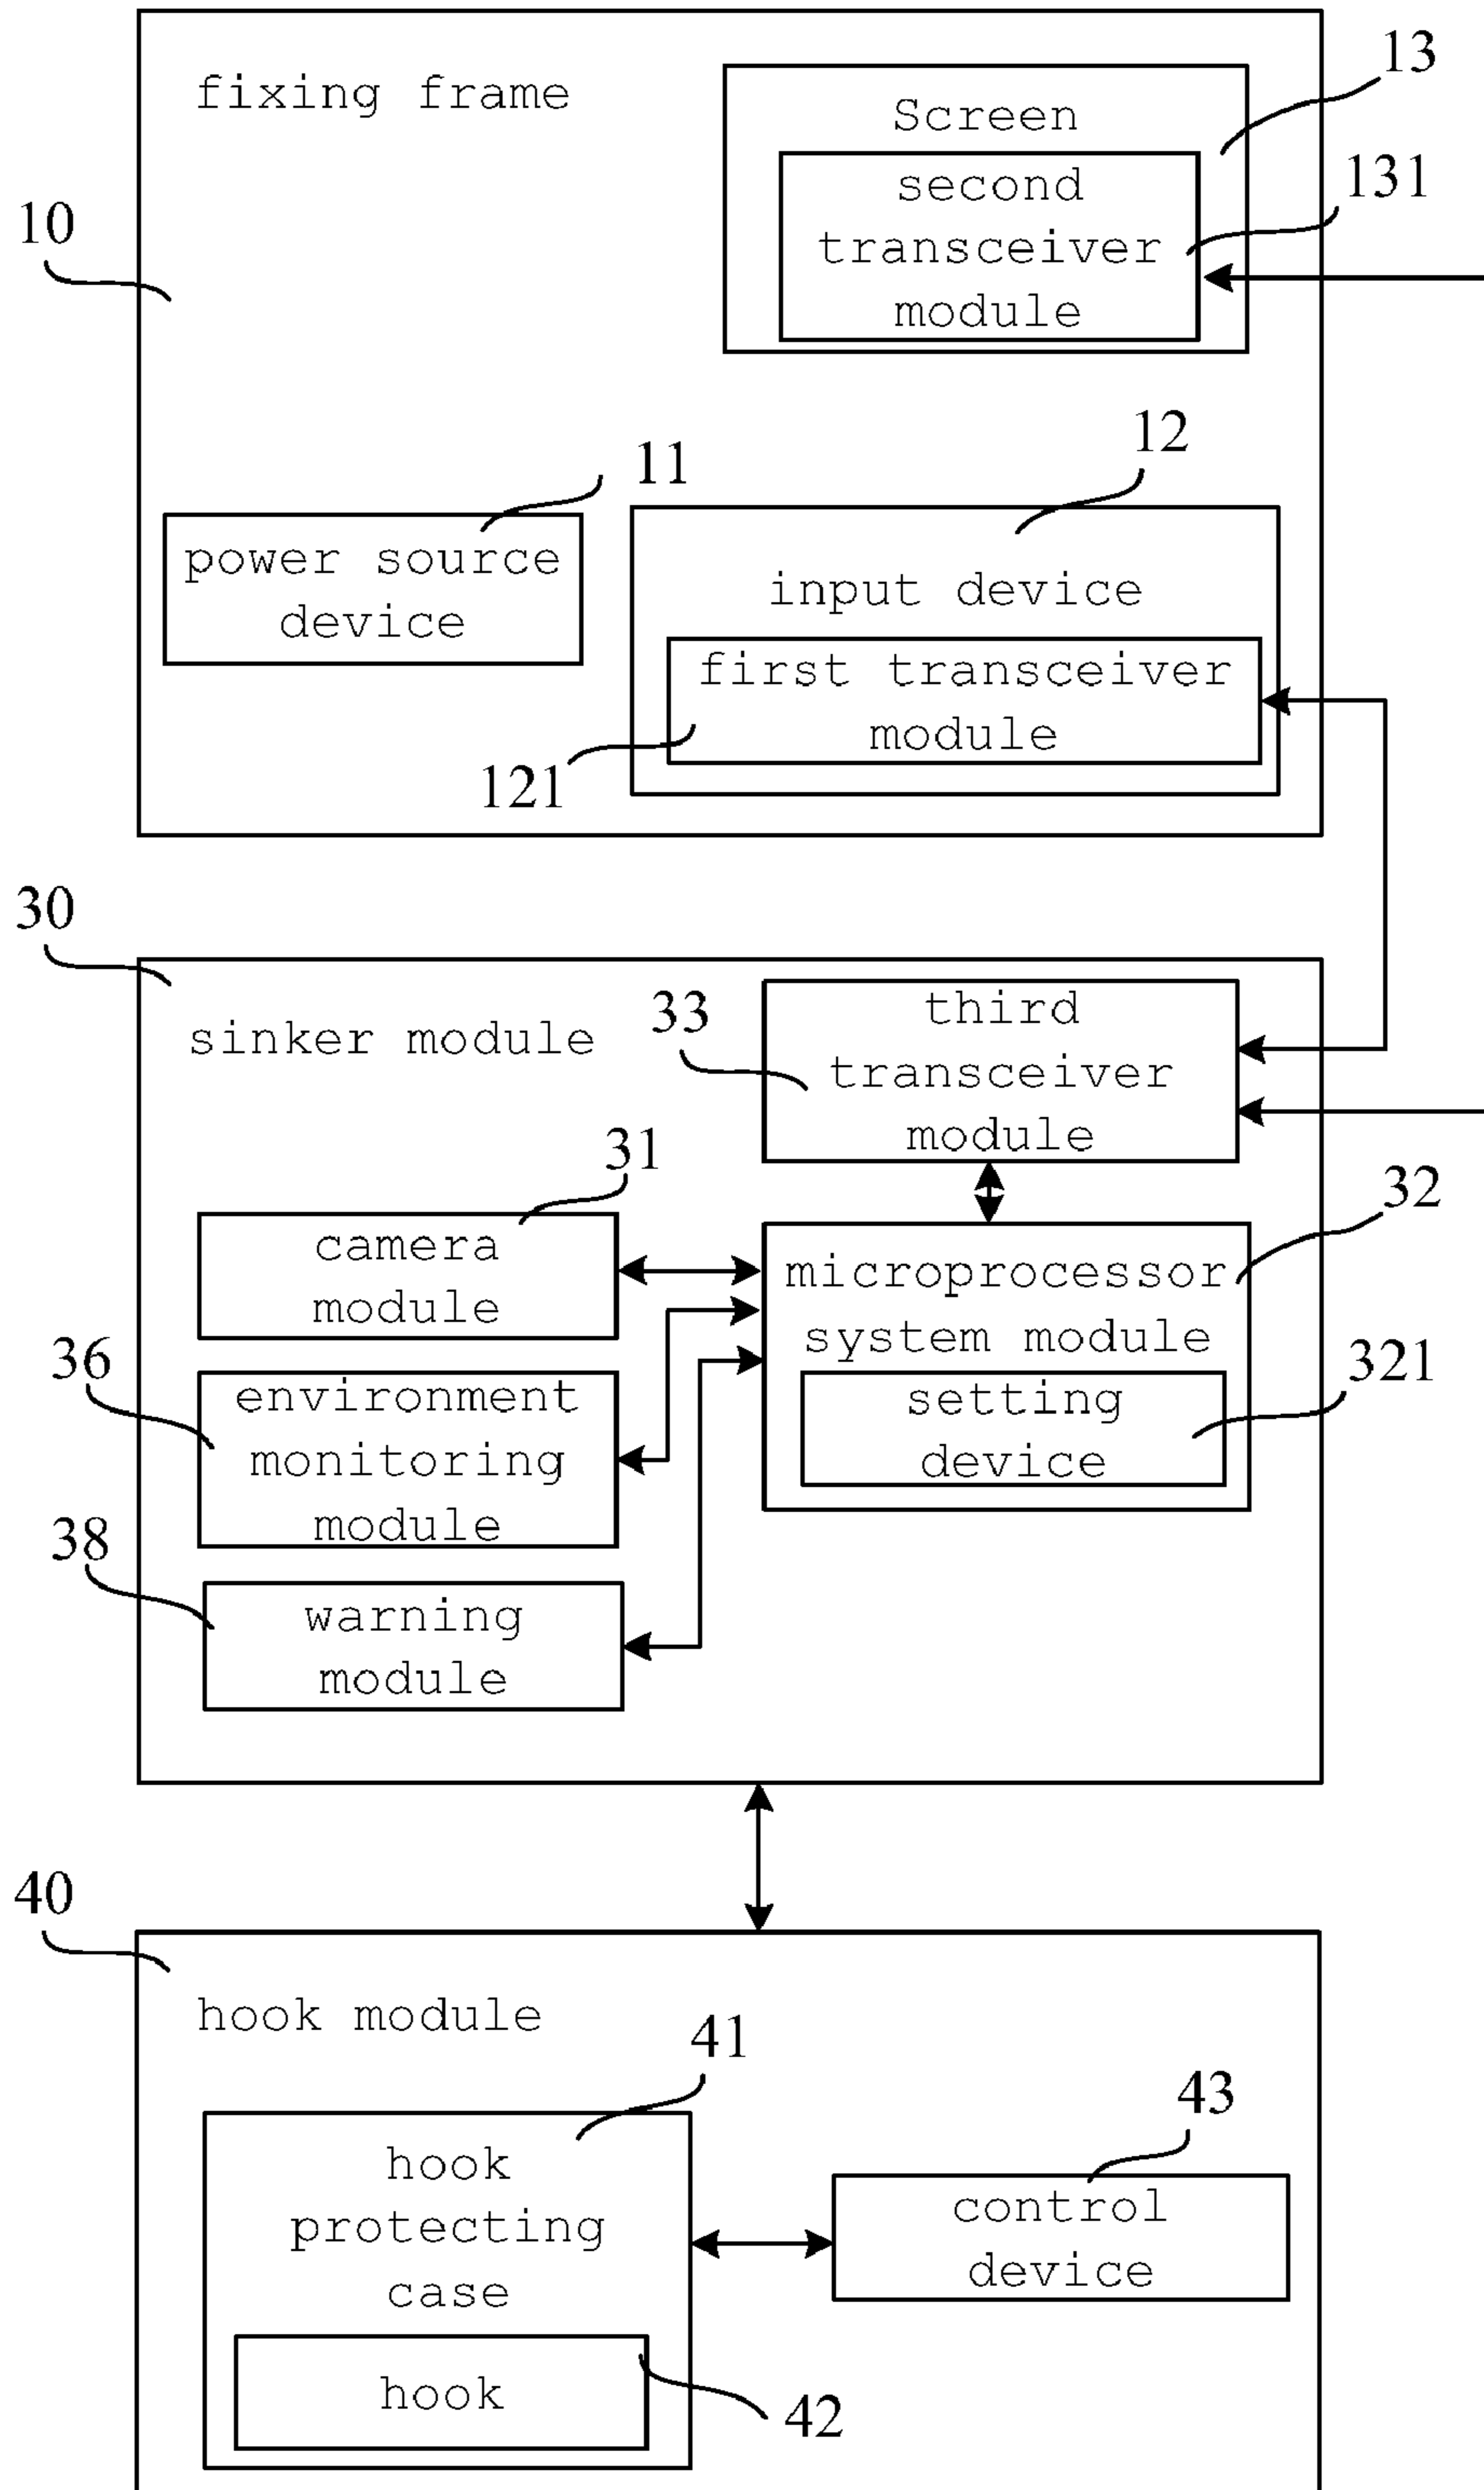 fixing frame
13
Screen
second
transceiver
module
131
10
11
12
power source
device
input device
first transceiver
module
121
30
sinker module
33
third
transceiver
module
31
camera
module
32
microprocessor
system module
36
environment
monitoring
module
321
setting
device
38
warning
module
40
hook module
41
43
hook
protecting
case
control
device
hook
42